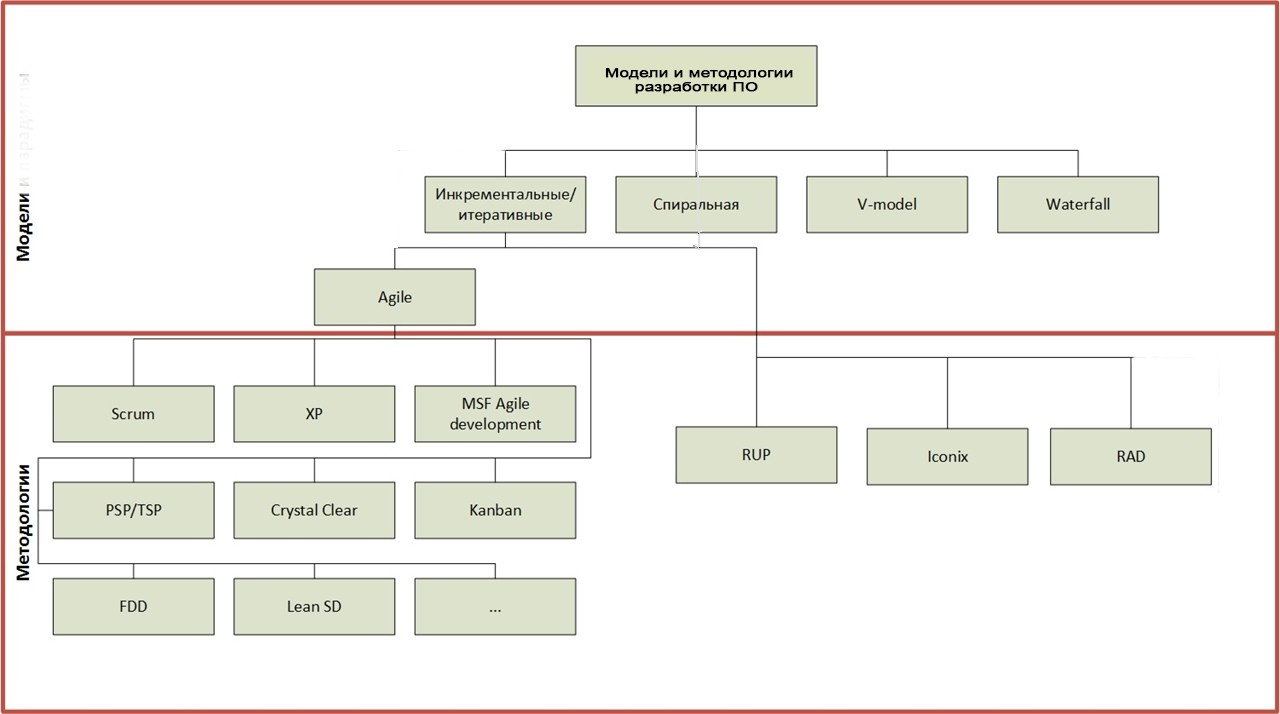 Модели и методологии
разработки ПО
Модели и
Инкрементальные/
итеративные
Спиральная
V-model
Waterfall
Agile
Методологии
Scrum
XP
MSF Agile
development
RUP
Iconix
RAD
PSP/TSP
Crystal Clear
Kanban
FDD
Lean SD
...